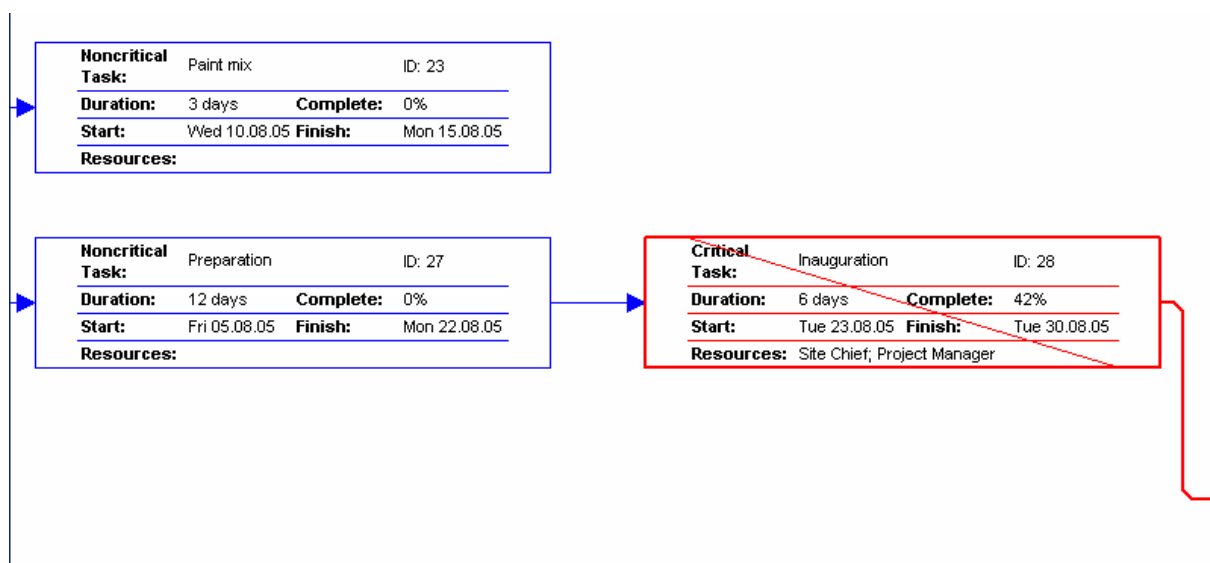 Noncritical Task: Paint mix ID: 23
Duration: 3 days Complete: 0%
Start: Wed 10.08.05 Finish: Mon 15.08.05
Resources:
Noncritical Task: Preparation ID: 27
Duration: 12 days Complete: 0%
Start: Fri 05.08.05 Finish: Mon 22.08.05
Resources:
Critical Task: Inauguration ID: 28
Duration: 6 days Complete: 42%
Start: Tue 23.08.05 Finish: Tue 30.08.05
Resources: Site Chief; Project Manager